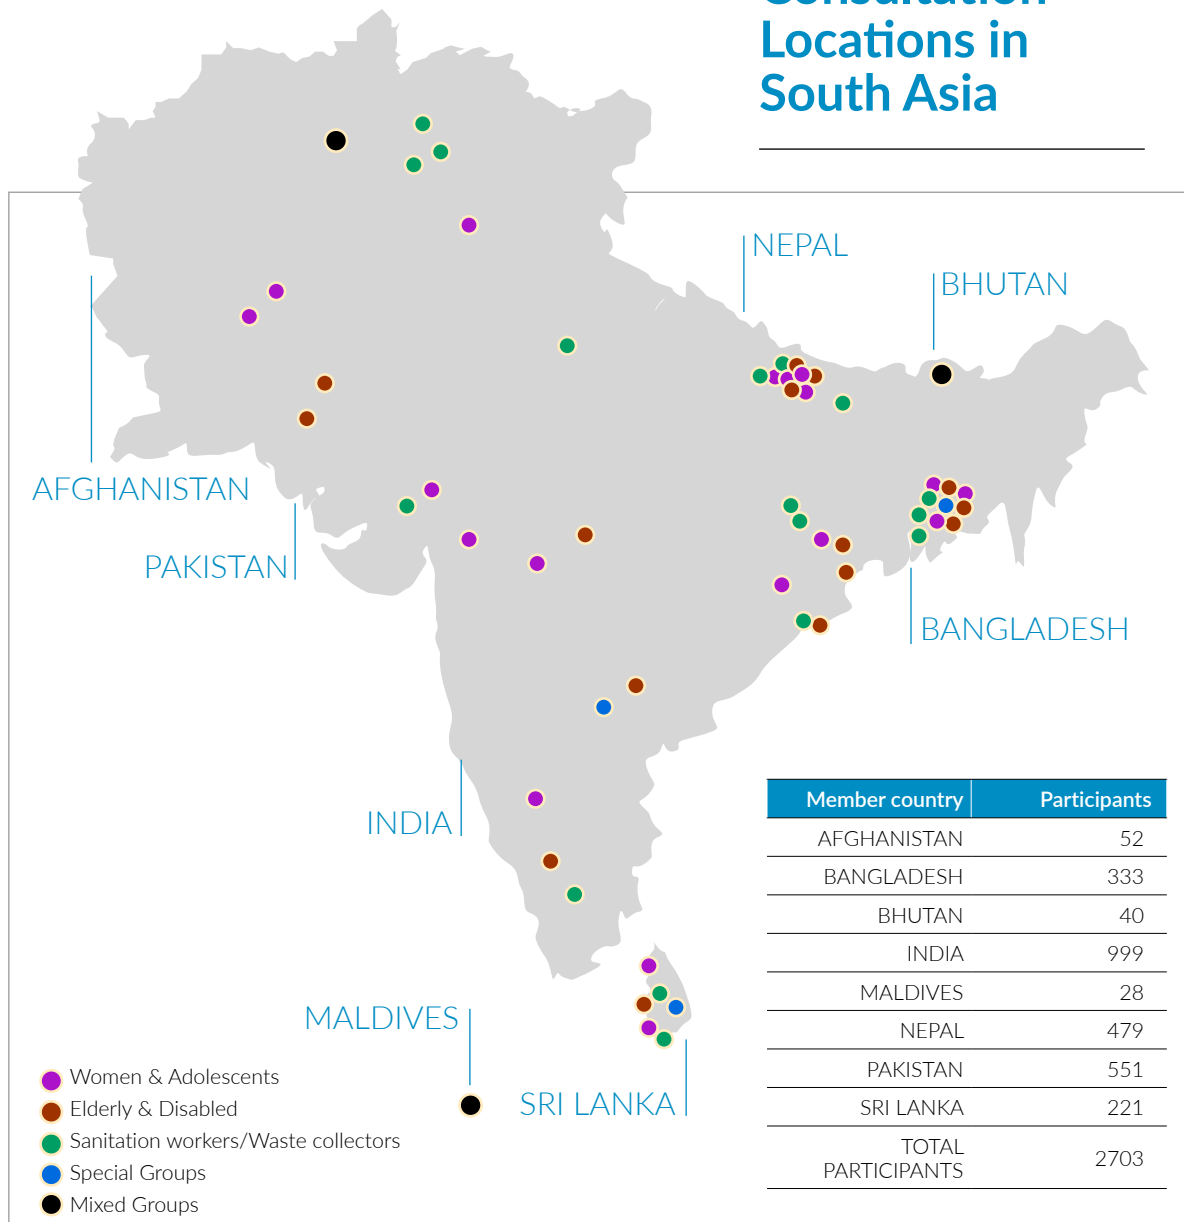 Consultation
Locations in
South Asia
NEPAL
BHUTAN
AFGHANISTAN
PAKISTAN
BANGLADESH
INDIA
MALDIVES
SRI LANKA
Member country Participants
AFGHANISTAN 52
BANGLADESH 333
BHUTAN 40
INDIA 999
MALDIVES 28
NEPAL 479
PAKISTAN 551
SRI LANKA 221
TOTAL
PARTICIPANTS 2703
Women & Adolescents
Elderly & Disabled
Sanitation workers/Waste collectors
Special Groups
Mixed Groups